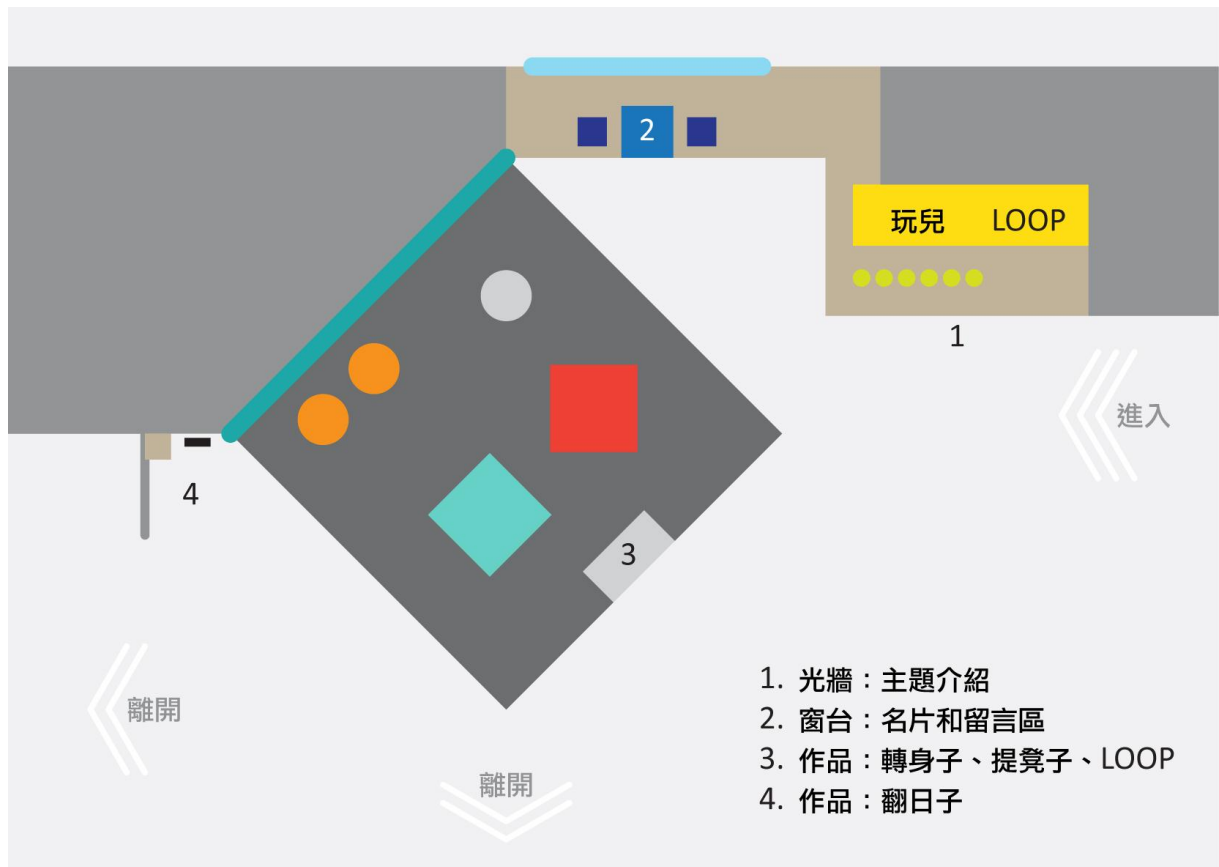 2
玩兒 LOOP
1
進入
4
3
離開
離開
1. 光牆：主題介紹
2. 窗台：名片和留言區
3. 作品：轉身子、提凳子、LOOP
4. 作品：翻日子